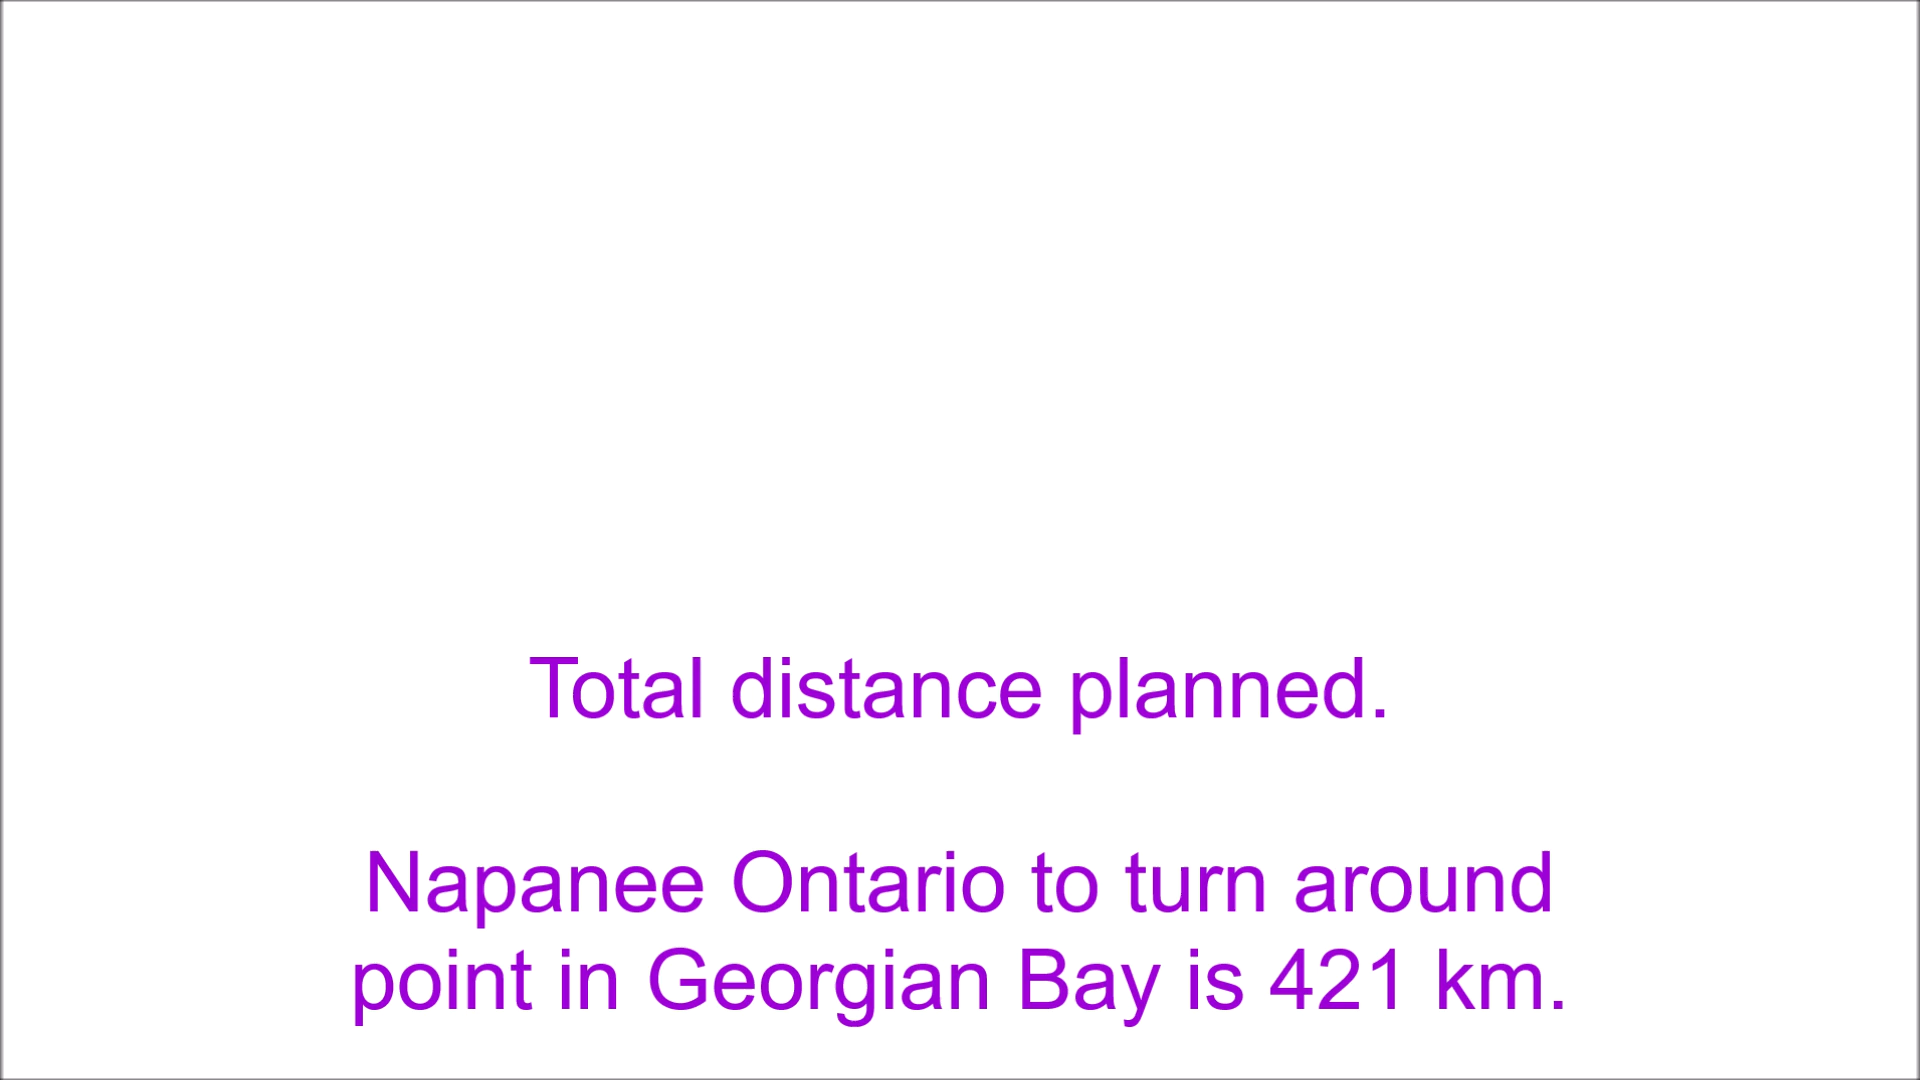 Total distance planned.
Napanee Ontario to turn around
point in Georgian Bay is 421 km.